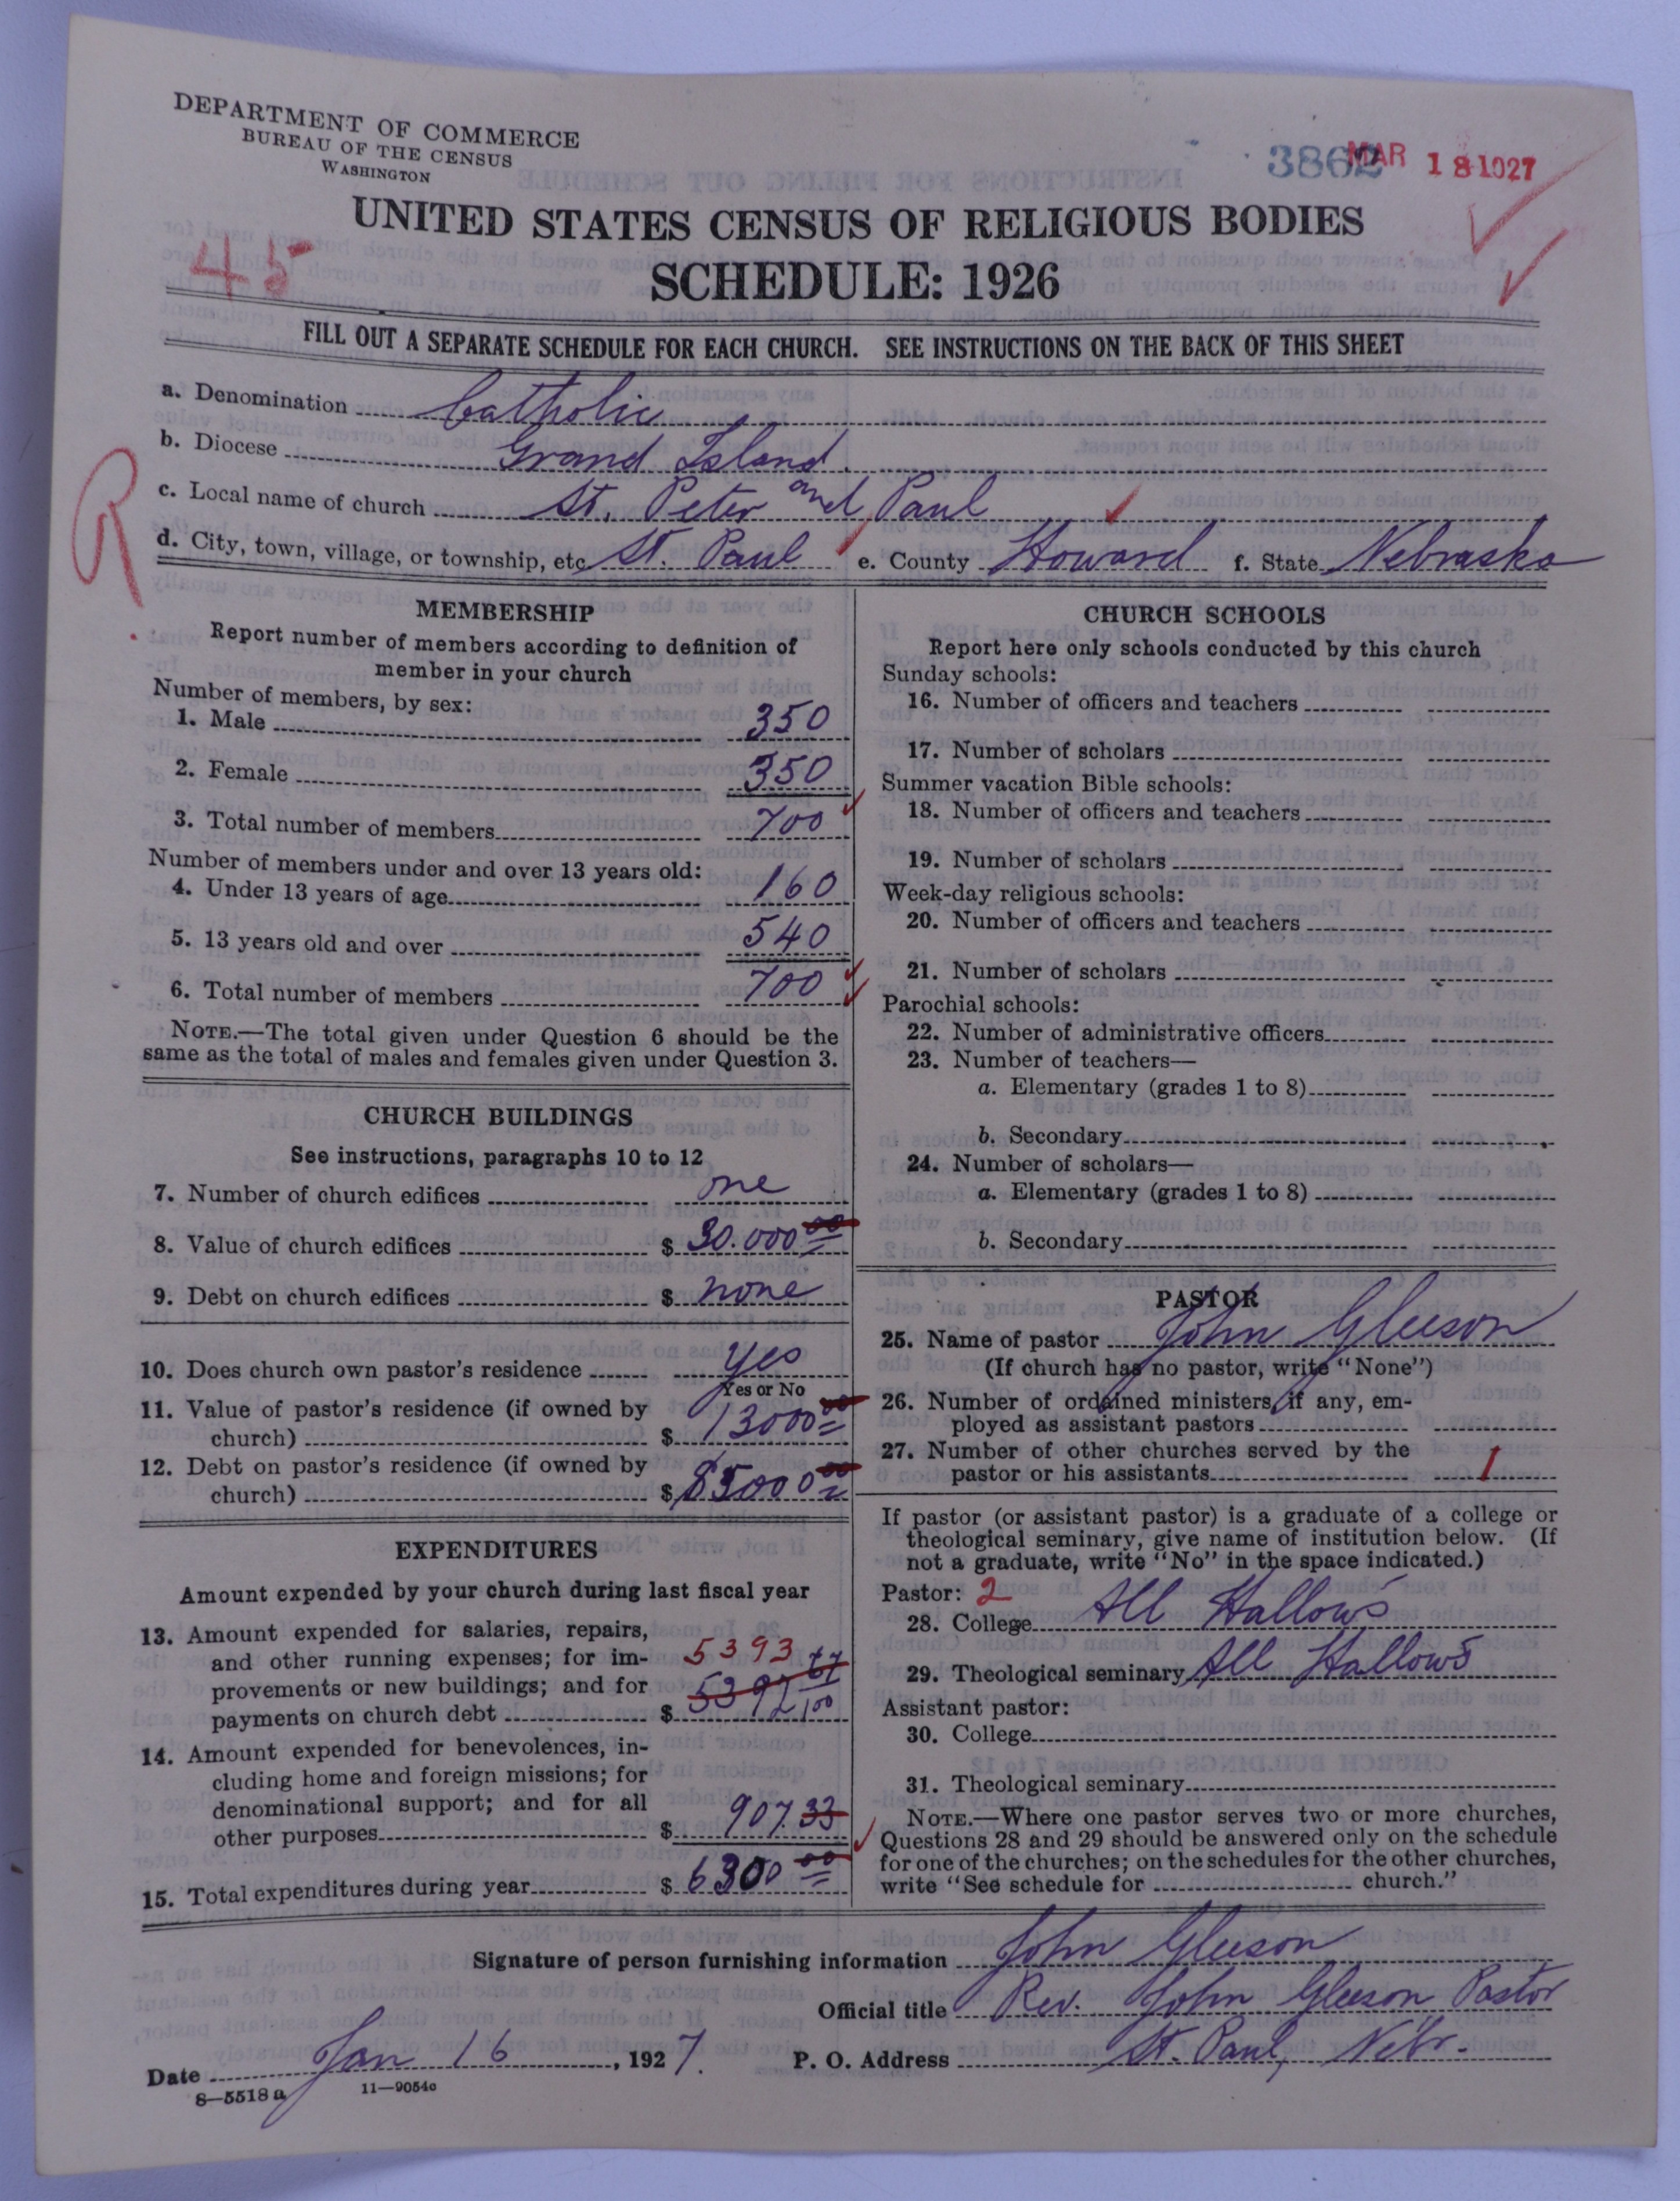 DEPARTMENT OF COMMERCE
BUREAU OF THE CENSUS
WASHINGTON
3862 MAR 18 1927
UNITED STATES CENSUS OF RELIGIOUS BODIES
45
SCHEDULE: 1926
FILL OUT A SEPARATE SCHEDULE FOR EACH CHURCH. SEE INSTRUCTIONS ON THE BACK OF THIS SHEET
a. Denomination Catholic
b. Diocese Grand Island.
R
c. Local name of church St. Peter and Paul
d. City, town, village, or township, etc. St. Paul e. County Howard f. State Nebraska
MEMBERSHIP
Report number of members according to definition of
member in your church
Number of members, by sex:
1. Male 350
2. Female 350
3. Total number of members 700
Number of members under and over 13 years old:
4. Under 13 years of age 160
5. 13 years old and over 540
6. Total number of members 700
NOTE.—The total given under Question 6 should be the
same as the total of males and females given under Question 3.
CHURCH BUILDINGS
See instructions, paragraphs 10 to 12
7. Number of church edifices one
8. Value of church edifices $ 30.000 00
9. Debt on church edifices $ none
10. Does church own pastor's residence yes
Yes or No
11. Value of pastor's residence (if owned by
church) $ 13000 00
12. Debt on pastor's residence (if owned by
church) $ 8500 00
EXPENDITURES
Amount expended by your church during last fiscal year
13. Amount expended for salaries, repairs,
and other running expenses; for im- 5393
provements or new buildings; and for 5392 67
payments on church debt $ 100
14. Amount expended for benevolences, in-
cluding home and foreign missions; for
denominational support; and for all
other purposes $ 907.33
15. Total expenditures during year $ 6300 00
CHURCH SCHOOLS
Report here only schools conducted by this church
Sunday schools:
16. Number of officers and teachers
17. Number of scholars
Summer vacation Bible schools:
18. Number of officers and teachers
19. Number of scholars
Week-day religious schools:
20. Number of officers and teachers
21. Number of scholars
Parochial schools:
22. Number of administrative officers
23. Number of teachers—
a. Elementary (grades 1 to 8)
b. Secondary
24. Number of scholars—
a. Elementary (grades 1 to 8)
b. Secondary
PASTOR
25. Name of pastor John Gleeson
(If church has no pastor, write "None")
26. Number of ordained ministers, if any, em-
ployed as assistant pastors
27. Number of other churches served by the
pastor or his assistants 1
If pastor (or assistant pastor) is a graduate of a college or
theological seminary, give name of institution below. (If
not a graduate, write "No" in the space indicated.)
Pastor: 2
28. College All Hallows
29. Theological seminary All Hallows
Assistant pastor:
30. College
31. Theological seminary
NOTE.—Where one pastor serves two or more churches,
Questions 28 and 29 should be answered only on the schedule
for one of the churches; on the schedules for the other churches,
write "See schedule for church."
Signature of person furnishing information John Gleeson
Official title Rev. John Gleeson Pastor
Date Jan 16, 1927. P. O. Address St. Paul, Nebr.
8—5518a 11—9054c